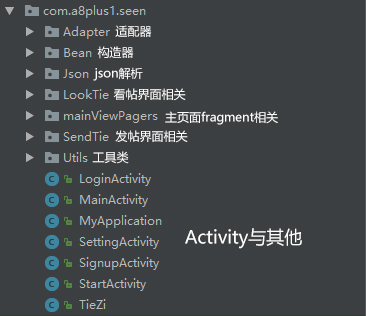 com.a8plus1.seen
Adapter 适配器
Bean 构造器
Json json解析
LookTie 看帖界面相关
mainViewPagers 主页面fragment相关
SendTie 发帖界面相关
Utils 工具类
C LoginActivity
C MainActivity
C MyApplication
C SettingActivity Activity与其他
C SignupActivity
C StartActivity
C TieZi